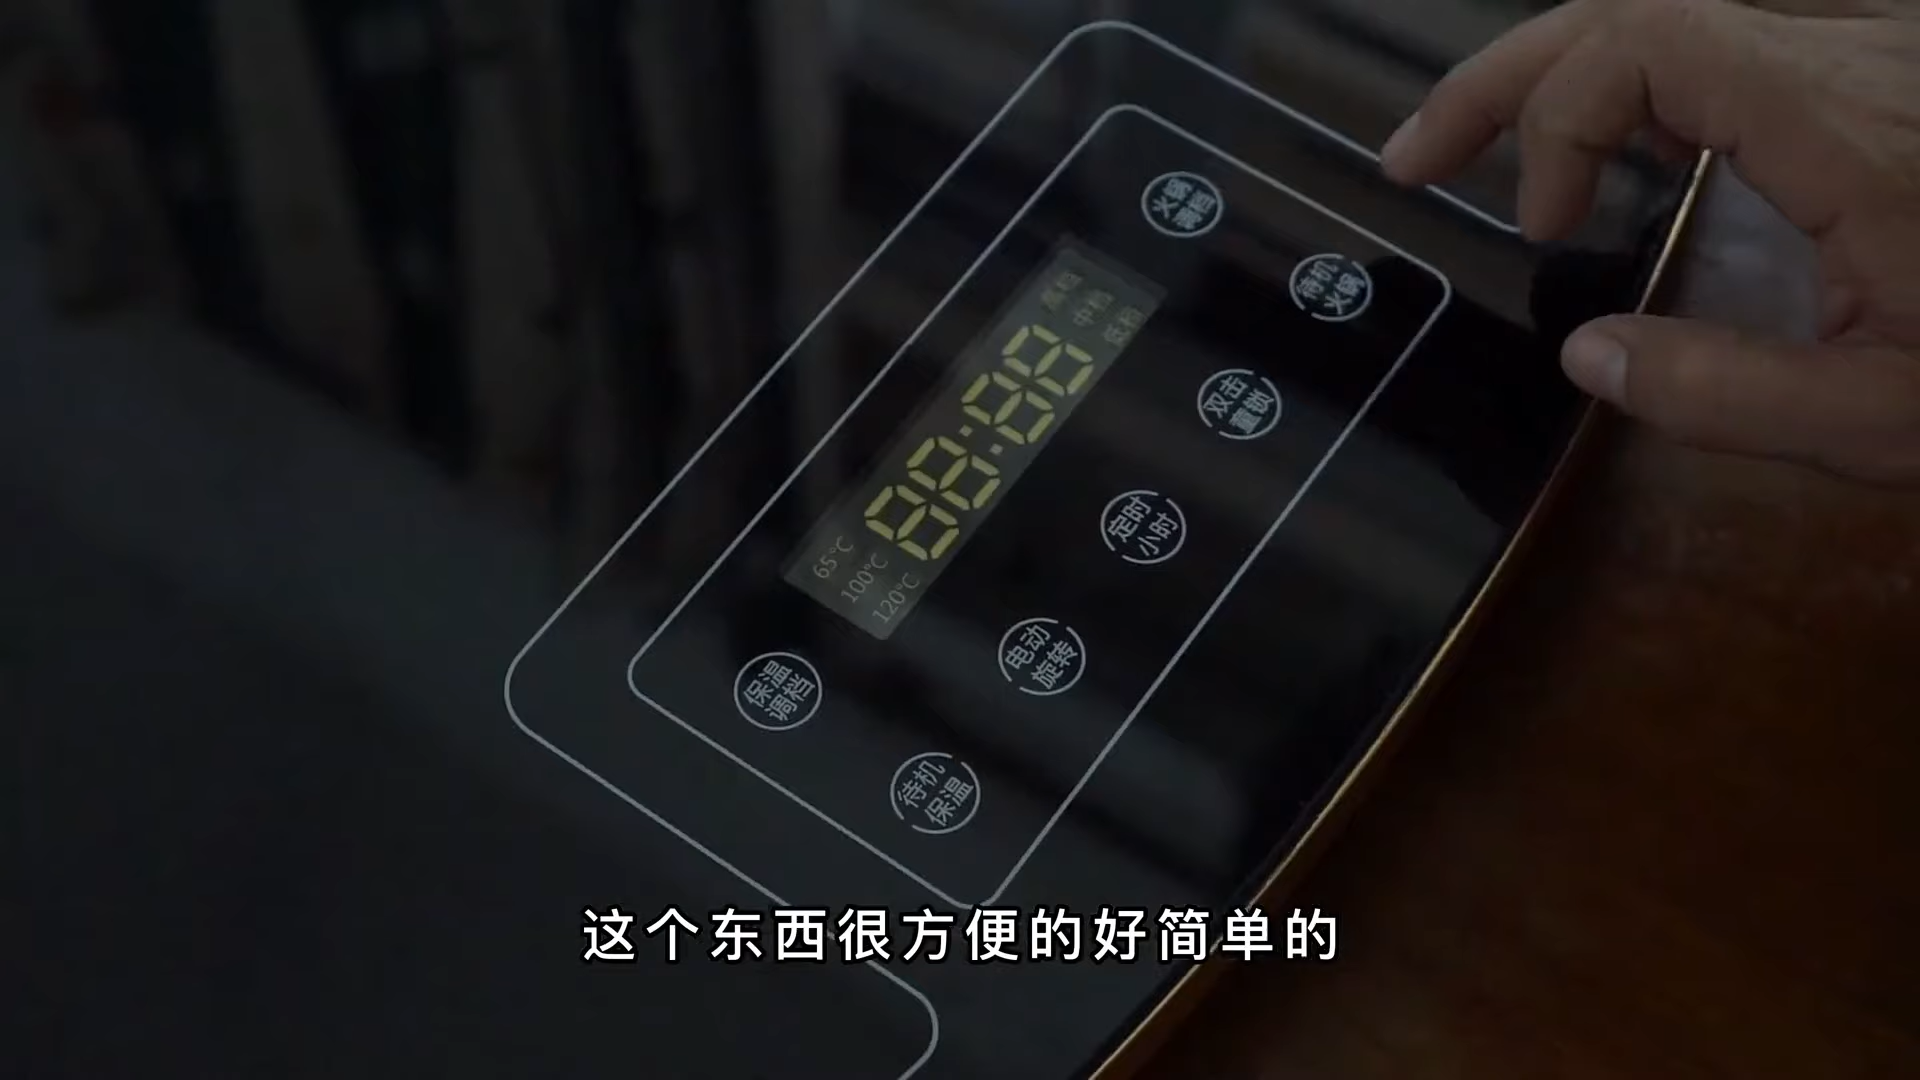 火锅
调档
待机
火锅
高档
中档
低档
88:88
双击
童锁
定时
小时
65°C
100°C
120°C
电动
旋转
保温
调档
待机
保温
这个东西很方便的好简单的